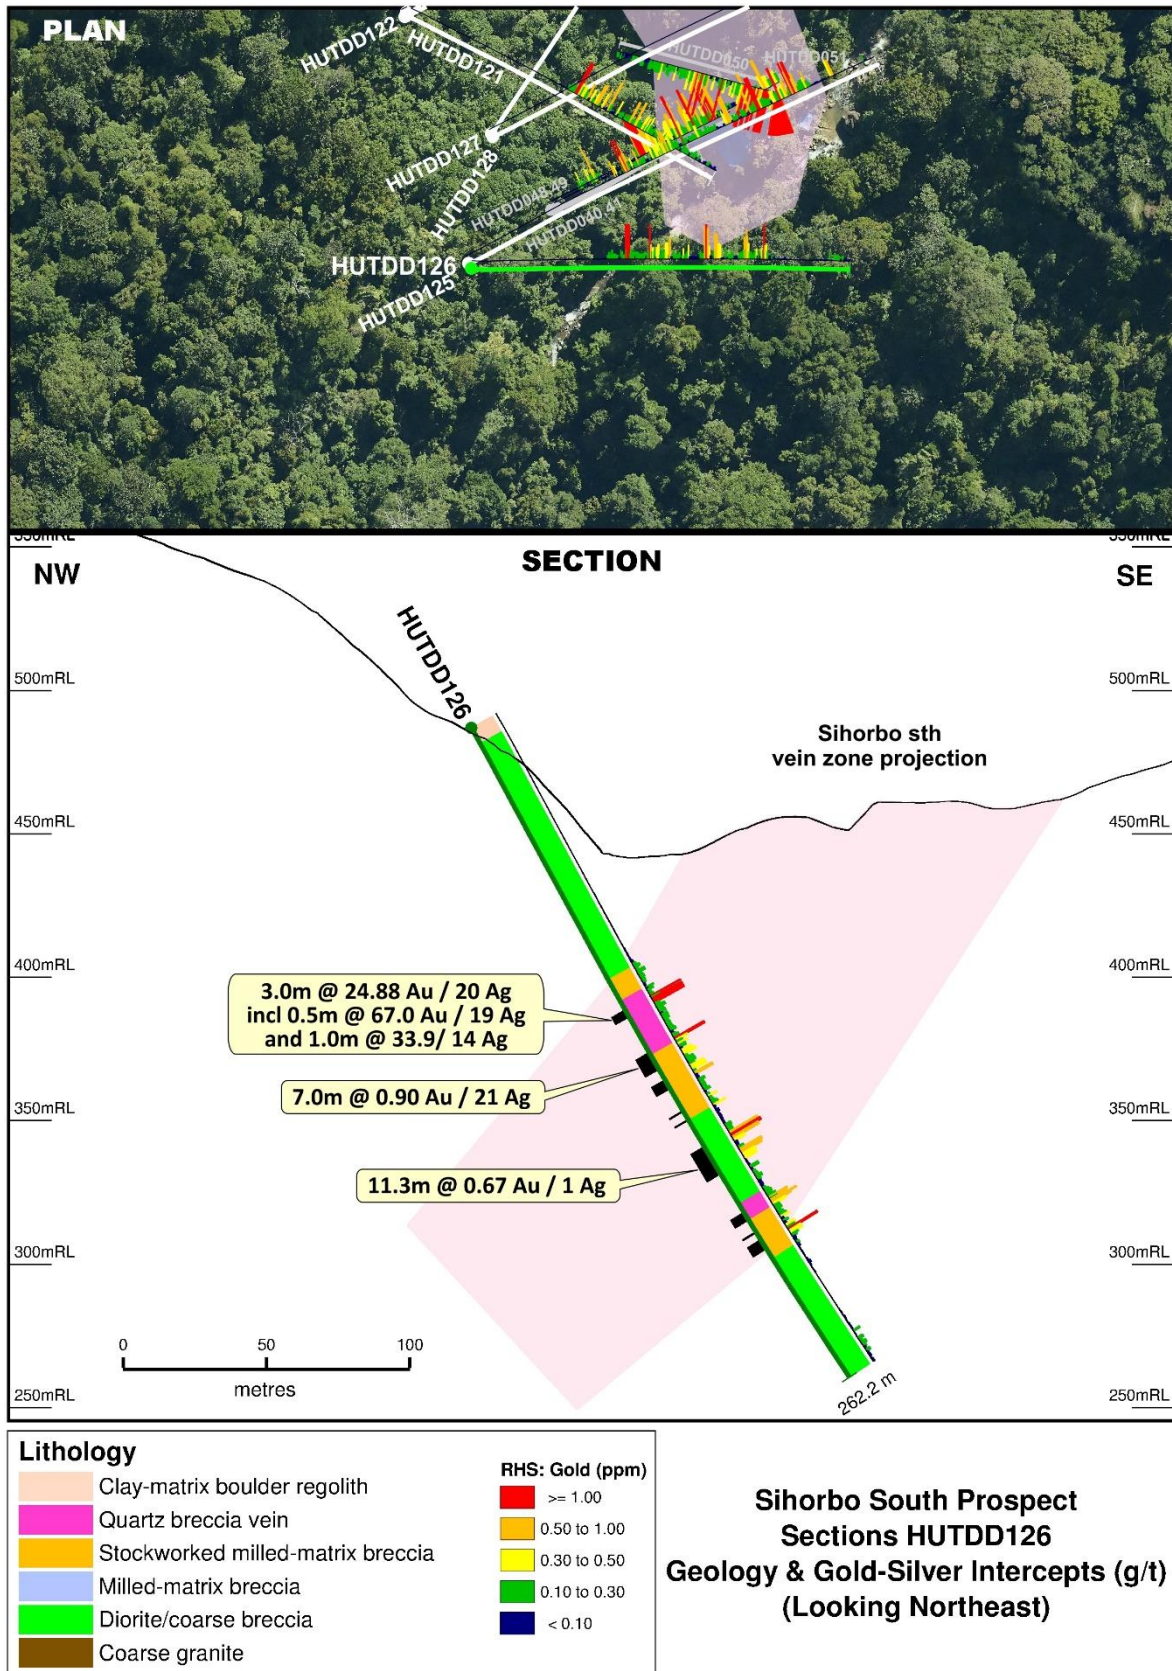 PLAN
HUTDD122
HUTDD121
HUTDD050
HUTDD051
HUTDD127
HUTDD128
HUTDD048,49
HUTDD040,41
HUTDD126
HUTDD125
550mRL
550mRL
NW
SECTION
SE
HUTDD126
500mRL
500mRL
Sihorbo sth
vein zone projection
450mRL
450mRL
400mRL
400mRL
3.0m @ 24.88 Au / 20 Ag
incl 0.5m @ 67.0 Au / 19 Ag
and 1.0m @ 33.9/ 14 Ag
7.0m @ 0.90 Au / 21 Ag
350mRL
350mRL
11.3m @ 0.67 Au / 1 Ag
300mRL
300mRL
0 50 100
metres
262.2 m
250mRL
250mRL
Lithology
Clay-matrix boulder regolith
Quartz breccia vein
Stockworked milled-matrix breccia
Milled-matrix breccia
Diorite/coarse breccia
Coarse granite
RHS: Gold (ppm)
>= 1.00
0.50 to 1.00
0.30 to 0.50
0.10 to 0.30
< 0.10
Sihorbo South Prospect
Sections HUTDD126
Geology & Gold-Silver Intercepts (g/t)
(Looking Northeast)